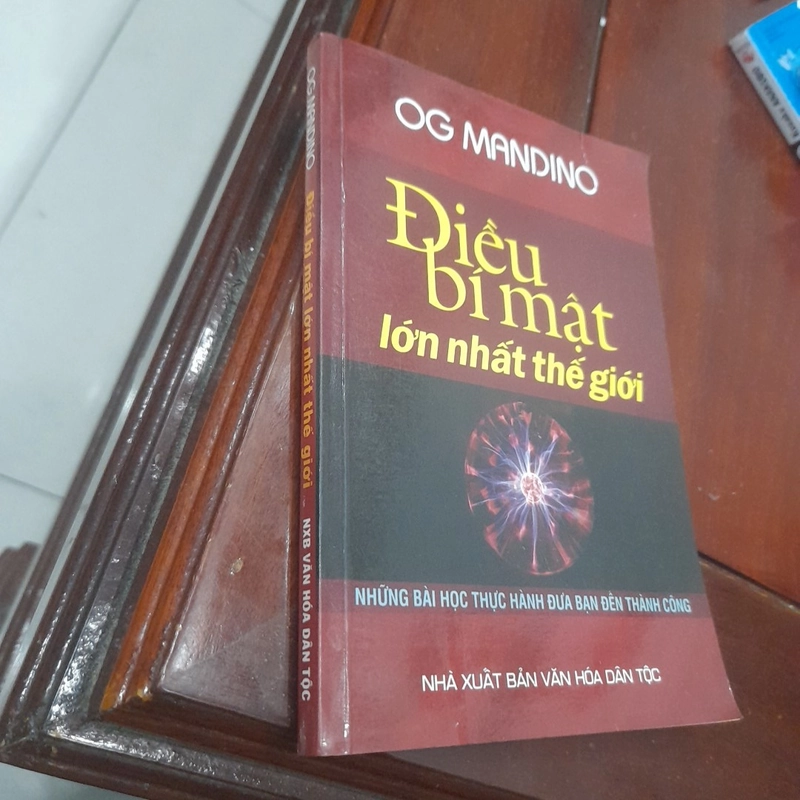 OG MANDINO
Điều
bí mật
lớn nhất thế giới
NHỮNG BÀI HỌC THỰC HÀNH ĐƯA BẠN ĐẾN THÀNH CÔNG
NHÀ XUẤT BẢN VĂN HÓA DÂN TỘC
OG MANDINO Điều bí mật lớn nhất thế giới ... NXB VĂN HÓA DÂN TỘC